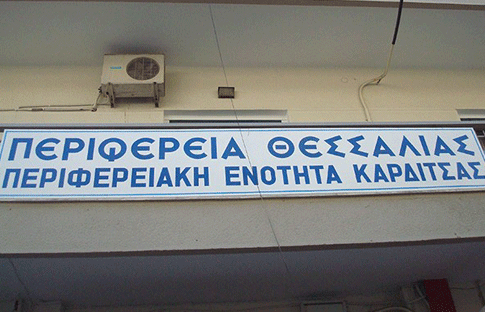 ΠΕΡΙΦΕΡΕΙΑ ΘΕΣΣΑΛΙΑΣ
ΠΕΡΙΦΕΡΕΙΑΚΗ ΕΝΟΤΗΤΑ ΚΑΡΔΙΤΣΑΣ